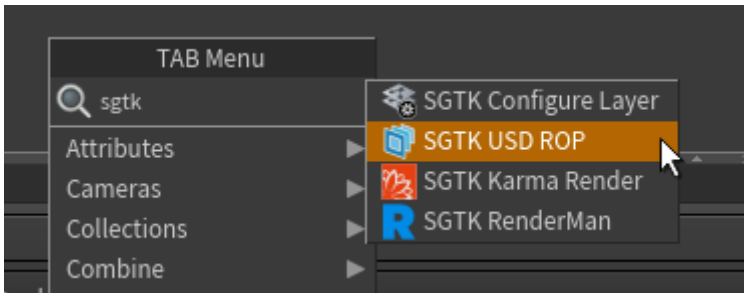 TAB Menu
sgtk
Attributes
Cameras
Collections
Combine
SGTK Configure Layer
SGTK USD ROP
SGTK Karma Render
SGTK RenderMan